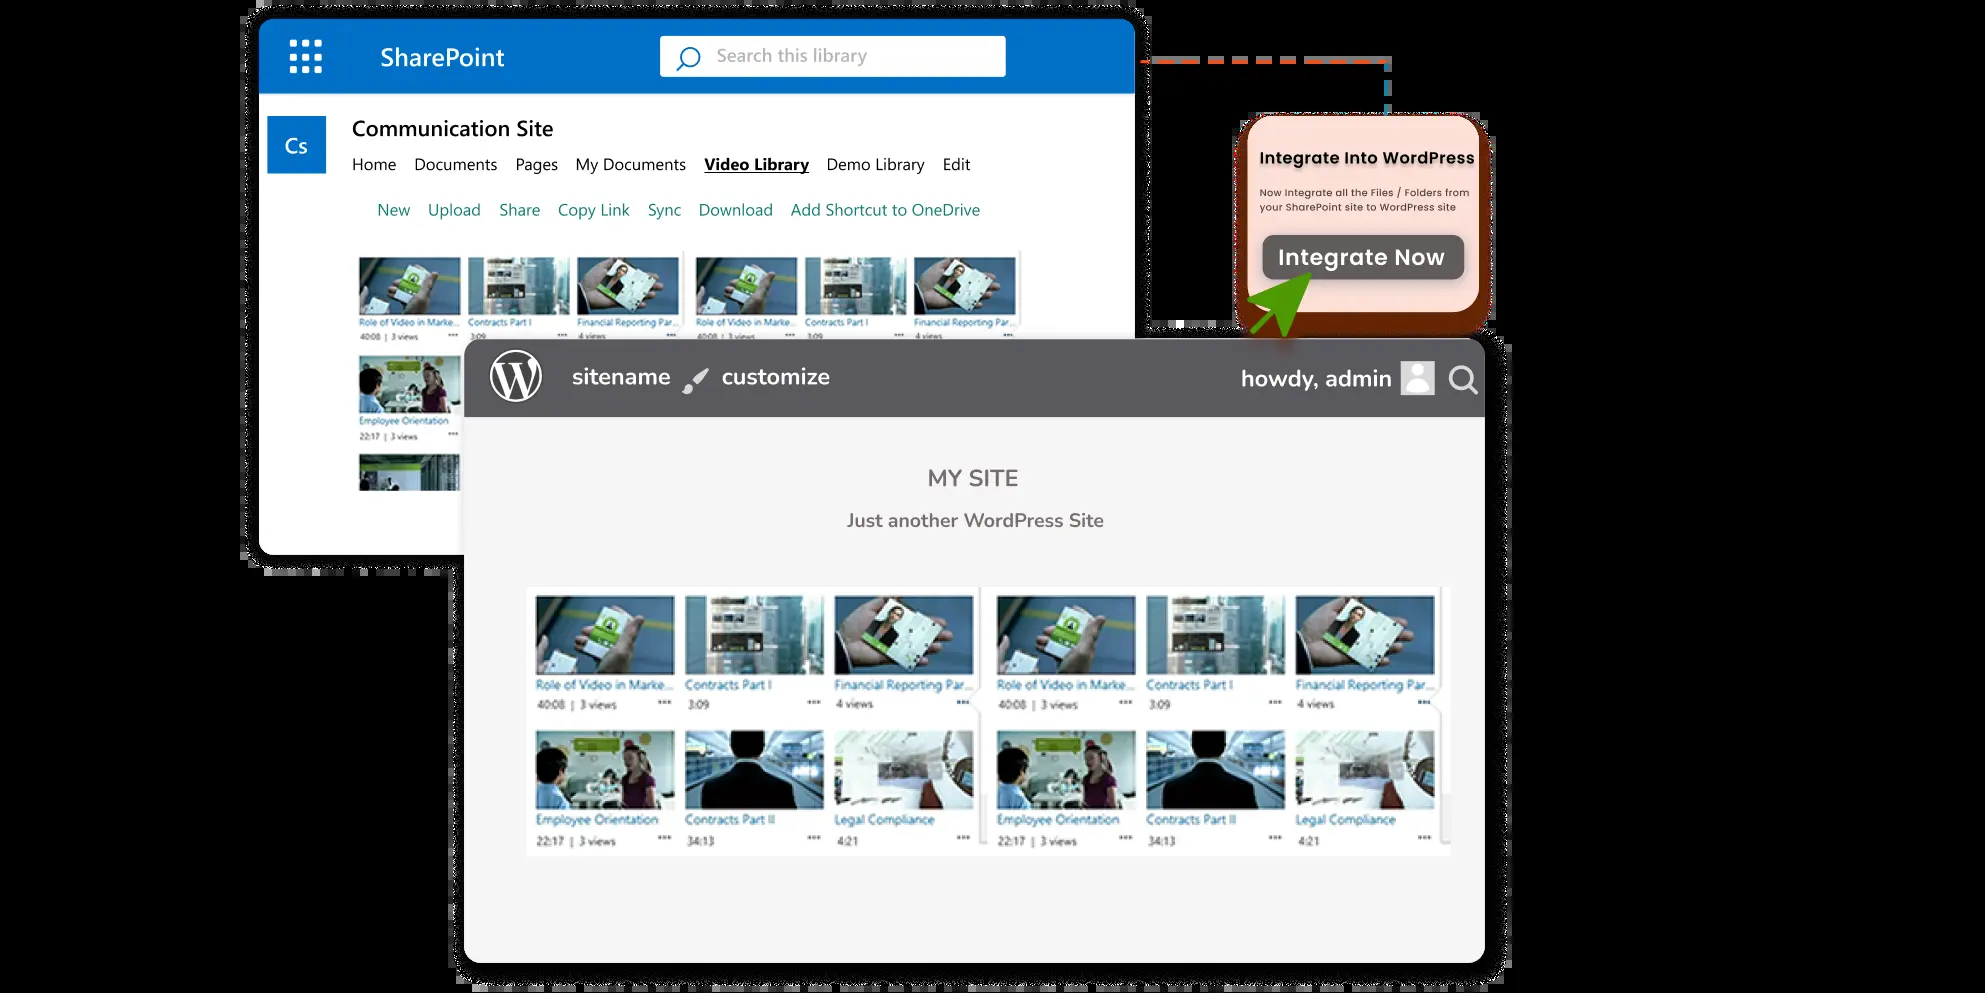 SharePoint
Search this library
Cs
Communication Site
Home Documents Pages My Documents Video Library Demo Library Edit
New Upload Share Copy Link Sync Download Add Shortcut to OneDrive
Role of Video in Marke... Contracts Part I Financial Reporting Par... Role of Video in Marke... Contracts Part I Financial Reporting Par...
40:08 | 3 views ... 3:09 ... 4 views ... 40:08 | 3 views ... 3:09 ... 4 views ...
Employee Orientation
22:17 | 3 views ...
Integrate Into WordPress
Now Integrate all the Files / Folders from
your SharePoint site to WordPress site
Integrate Now
W sitename customize howdy, admin
MY SITE
Just another WordPress Site
Role of Video in Marke... Contracts Part I Financial Reporting Par... Role of Video in Marke... Contracts Part I Financial Reporting Par...
40:08 | 3 views ... 3:09 ... 4 views ... 40:08 | 3 views ... 3:09 ... 4 views ...
Employee Orientation Contracts Part II Legal Compliance Employee Orientation Contracts Part II Legal Compliance
22:17 | 3 views ... 34:13 ... 4:21 ... 22:17 | 3 views ... 34:13 ... 4:21 ...